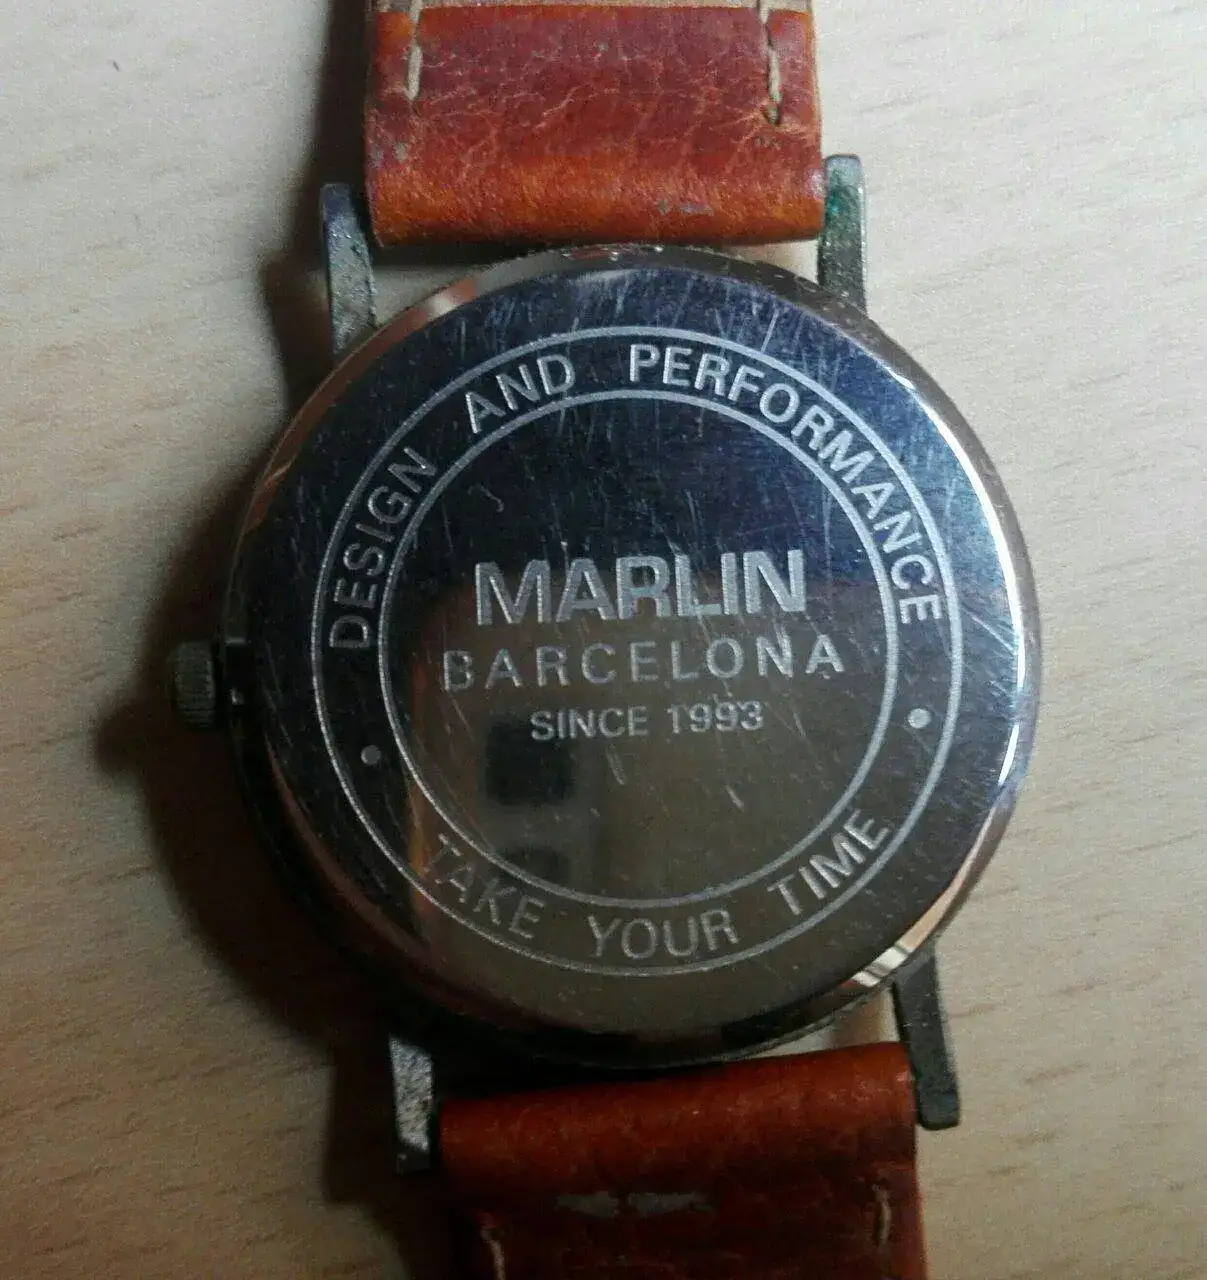 DESIGN AND PERFORMANCE
MARLIN
BARCELONA
SINCE 1993
TAKE YOUR TIME